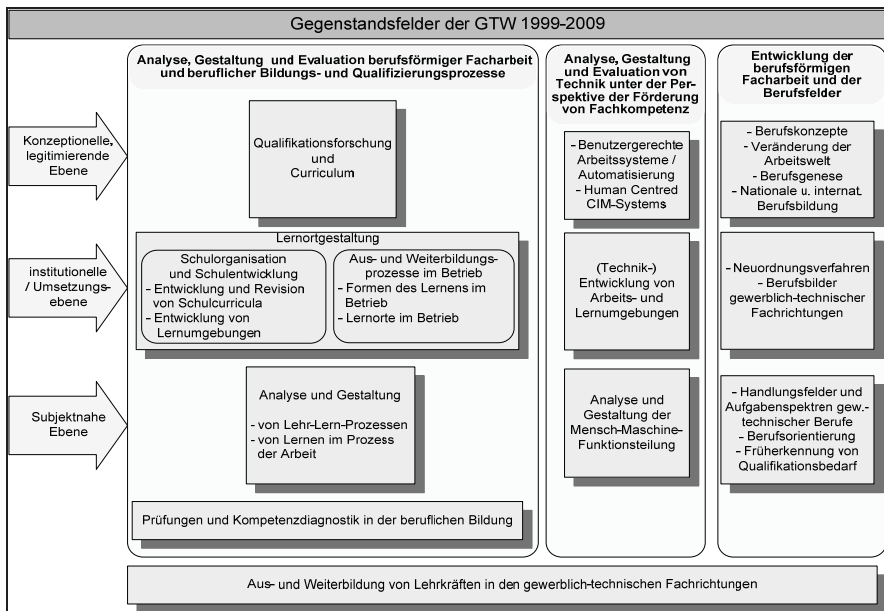 Gegenstandsfelder der GTW 1999-2009
Analyse, Gestaltung und Evaluation berufsförmiger Facharbeit
und beruflicher Bildungs- und Qualifizierungsprozesse
Analyse, Gestaltung
und Evaluation von
Technik unter der Per-
spektive der Förderung
von Fachkompetenz
Entwicklung der
berufsförmigen
Facharbeit und der
Berufsfelder
Konzeptionelle,
legitimierende
Ebene
Qualifikationsforschung
und
Curriculum
- Benutzergerechte
Arbeitssysteme /
Automatisierung
- Human Centred
CIM-Systems
- Berufskonzepte
- Veränderung der
Arbeitswelt
- Berufsgenese
- Nationale u. internat.
Berufsbildung
institutionelle
/ Umsetzungs-
ebene
Lernortgestaltung
Schulorganisation
und Schulentwicklung
- Entwicklung und Revision
von Schulcurricula
- Entwicklung von
Lernumgebungen
Aus- und Weiterbildungs-
prozesse im Betrieb
- Formen des Lernens im
Betrieb
- Lernorte im Betrieb
(Technik-)
Entwicklung von
Arbeits- und
Lernumgebungen
- Neuordnungsverfahren
- Berufsbilder
gewerblich-technischer
Fachrichtungen
Subjektnahe
Ebene
Analyse und Gestaltung
- von Lehr-Lern-Prozessen
- von Lernen im Prozess
der Arbeit
Analyse und
Gestaltung der
Mensch-Maschine-
Funktionsteilung
- Handlungsfelder und
Aufgabenspektren gew.-
technischer Berufe
- Berufsorientierung
- Früherkennung von
Qualifikationsbedarf
Prüfungen und Kompetenzdiagnostik in der beruflichen Bildung
Aus- und Weiterbildung von Lehrkräften in den gewerblich-technischen Fachrichtungen